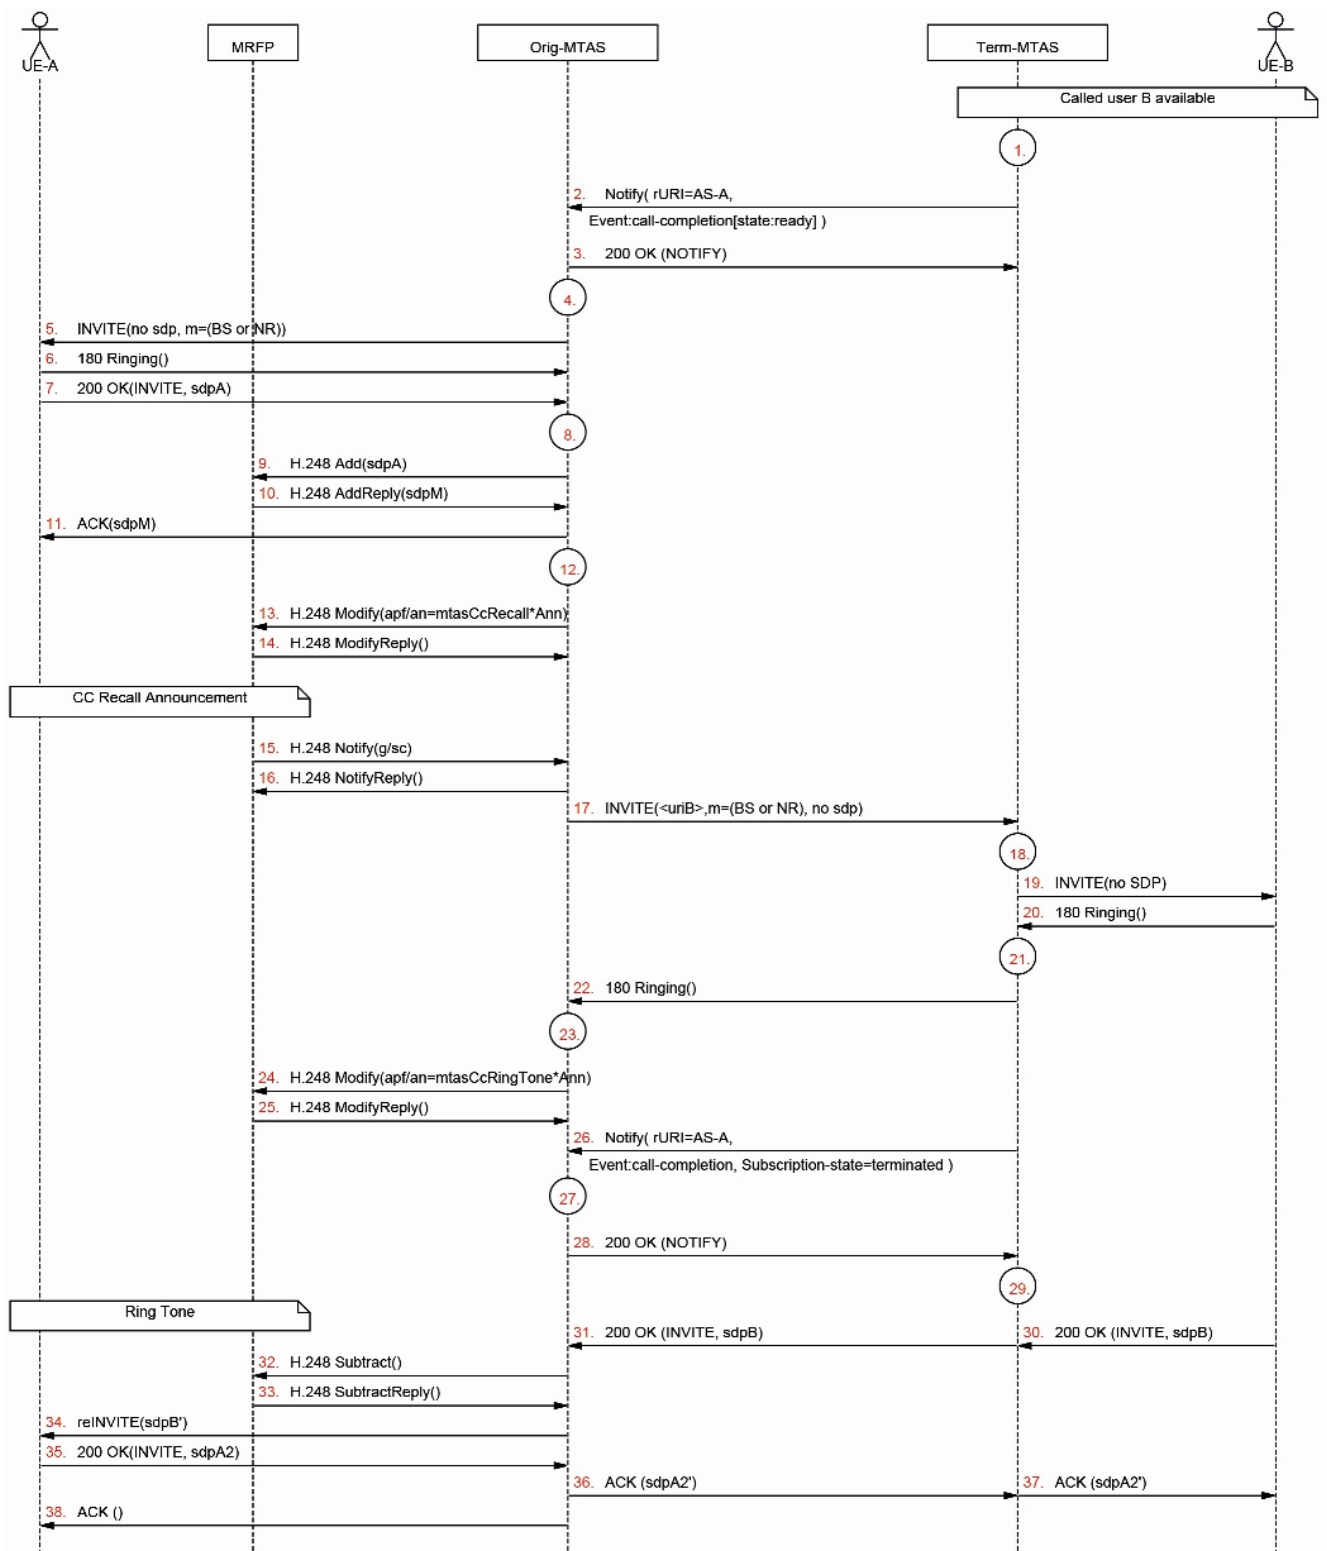 UE-A
MRFP
Orig-MTAS
Term-MTAS
UE-B
Called user B available
1.
2. Notify( rURI=AS-A,
Event:call-completion[state:ready] )
3. 200 OK (NOTIFY)
4.
5. INVITE(no sdp, m=(BS or NR))
6. 180 Ringing()
7. 200 OK(INVITE, sdpA)
8.
9. H.248 Add(sdpA)
10. H.248 AddReply(sdpM)
11. ACK(sdpM)
12.
13. H.248 Modify(apf/an=mtasCcRecall*Ann)
14. H.248 ModifyReply()
CC Recall Announcement
15. H.248 Notify(g/sc)
16. H.248 NotifyReply()
17. INVITE(<uriB>,m=(BS or NR), no sdp)
18.
19. INVITE(no SDP)
20. 180 Ringing()
21.
22. 180 Ringing()
23.
24. H.248 Modify(apf/an=mtasCcRingTone*Ann)
25. H.248 ModifyReply()
26. Notify( rURI=AS-A,
Event:call-completion, Subscription-state=terminated )
27.
28. 200 OK (NOTIFY)
29.
Ring Tone
31. 200 OK (INVITE, sdpB)
30. 200 OK (INVITE, sdpB)
32. H.248 Subtract()
33. H.248 SubtractReply()
34. reINVITE(sdpB')
35. 200 OK(INVITE, sdpA2)
36. ACK (sdpA2')
37. ACK (sdpA2')
38. ACK ()